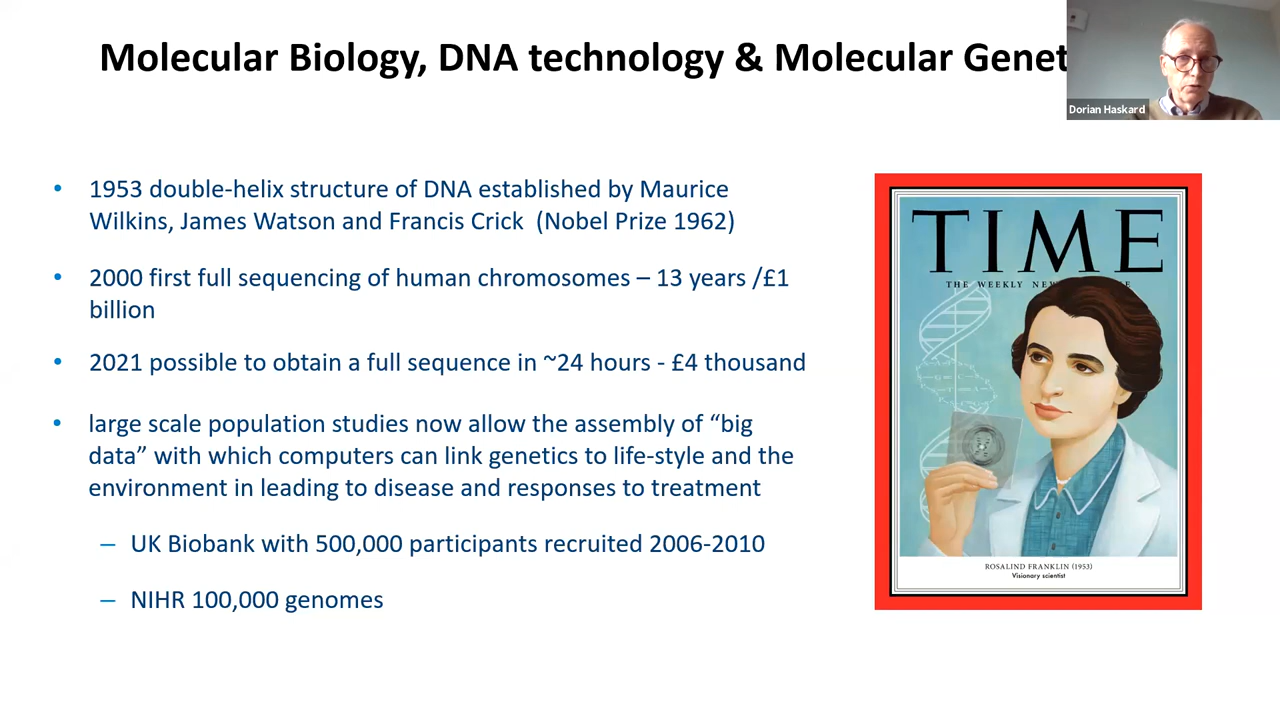 Molecular Biology, DNA technology & Molecular Genet
Dorian Haskard
• 1953 double-helix structure of DNA established by Maurice
Wilkins, James Watson and Francis Crick (Nobel Prize 1962)
• 2000 first full sequencing of human chromosomes – 13 years /£1
billion
• 2021 possible to obtain a full sequence in ~24 hours - £4 thousand
• large scale population studies now allow the assembly of “big
data” with which computers can link genetics to life-style and the
environment in leading to disease and responses to treatment
– UK Biobank with 500,000 participants recruited 2006-2010
– NIHR 100,000 genomes
TIME
THE WEEKLY NEW
ROSALIND FRANKLIN (1953)
Visionary scientist